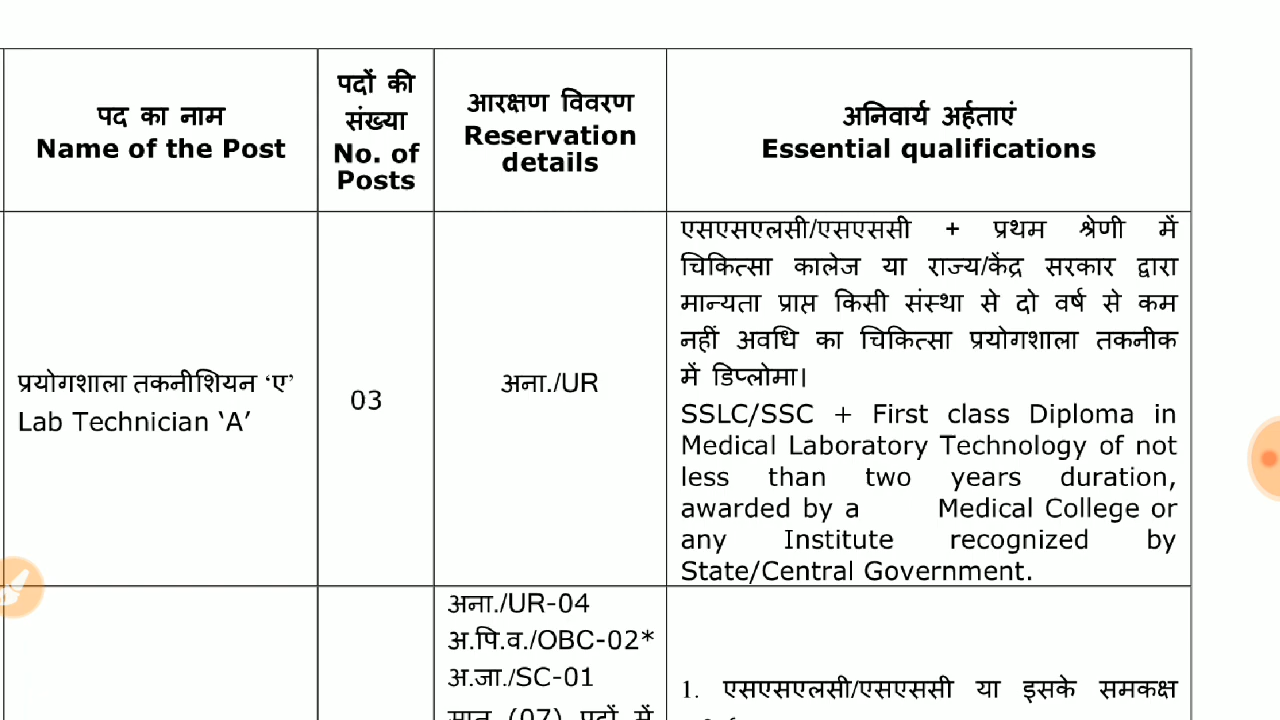 पद का नाम
Name of the Post
पदों की
संख्या
No. of
Posts
आरक्षण विवरण
Reservation
details
अनिवार्य अर्हताएं
Essential qualifications
प्रयोगशाला तकनीशियन ‘ए’
Lab Technician ‘A’
03
अना./UR
एसएसएलसी/एसएससी + प्रथम श्रेणी में
चिकित्सा कालेज या राज्य/केंद्र सरकार द्वारा
मान्यता प्राप्त किसी संस्था से दो वर्ष से कम
नहीं अवधि का चिकित्सा प्रयोगशाला तकनीक
में डिप्लोमा।
SSLC/SSC + First class Diploma in
Medical Laboratory Technology of not
less than two years duration,
awarded by a Medical College or
any Institute recognized by
State/Central Government.
अना./UR-04
अ.पि.व./OBC-02*
अ.जा./SC-01
सात (07) पदों में
1. एसएसएलसी/एसएससी या इसके समकक्ष